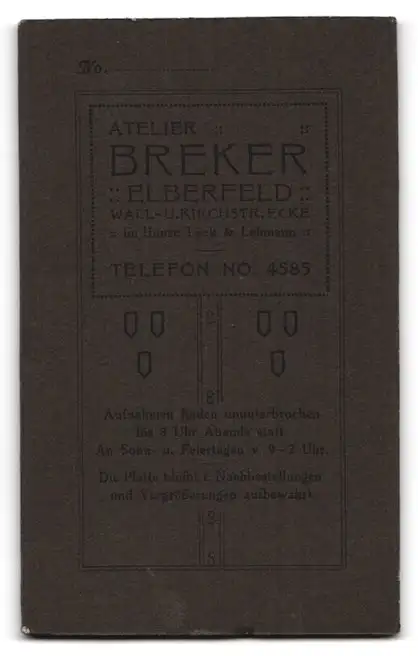 No.
ATELIER
BREKER
:: ELBERFELD ::
WALL- U. KIRCHSTR. ECKE
im Hause Leek & Lehmann
TELEFON NO. 4585
Aufnahmen finden ununterbrochen
bis 8 Uhr Abends statt
An Sonn- u. Feiertagen v. 9-2 Uhr.
Die Platte bleibt f. Nachbestellungen
und Vergrößerungen aufbewahrt